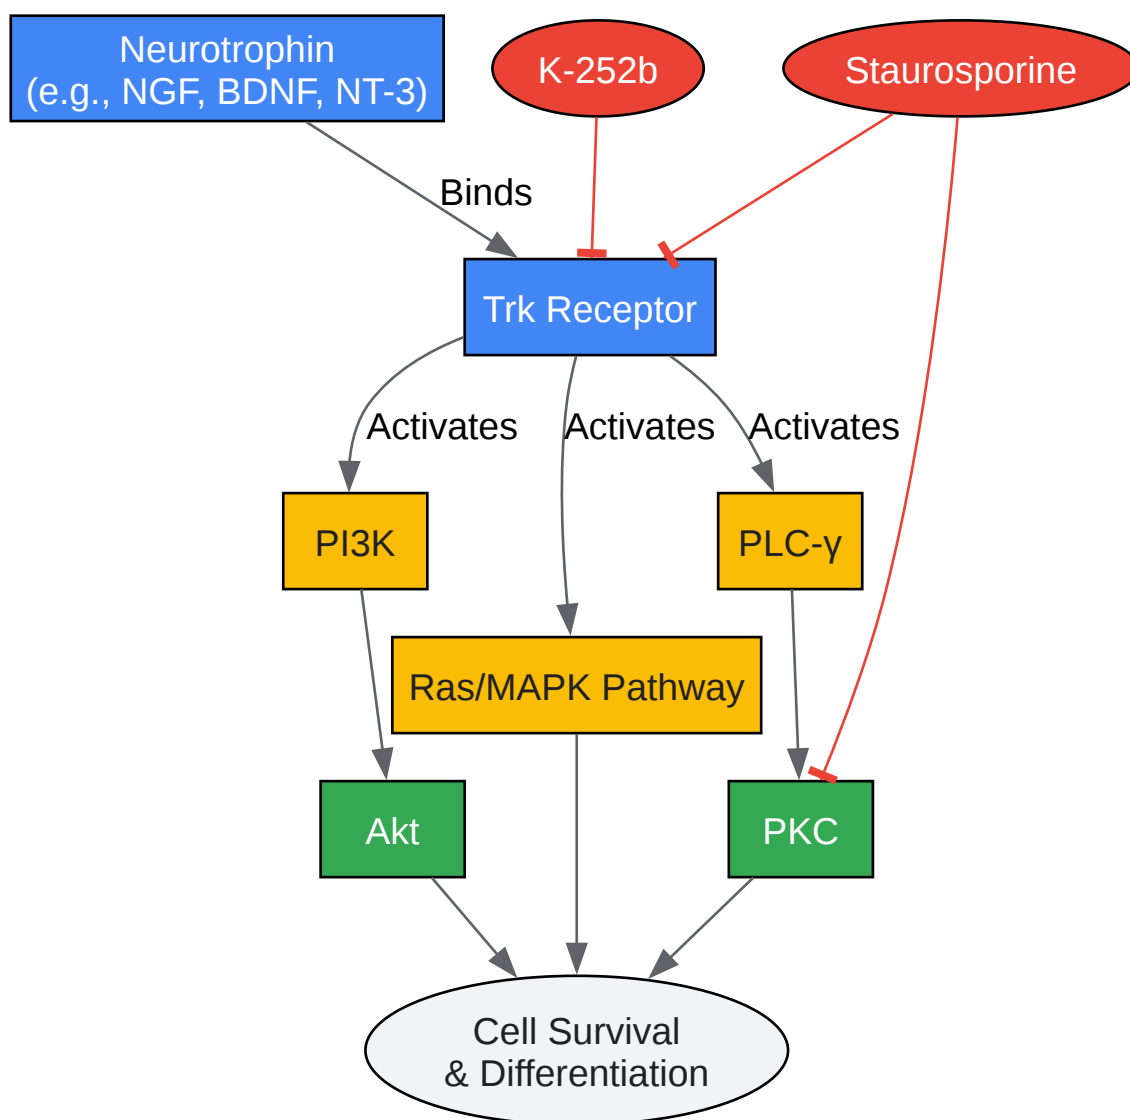 Neurotrophin
(e.g., NGF, BDNF, NT-3)
K-252b
Staurosporine
Binds
Trk Receptor
Activates
Activates
Activates
PI3K
PLC-γ
Ras/MAPK Pathway
Akt
PKC
Cell Survival
& Differentiation